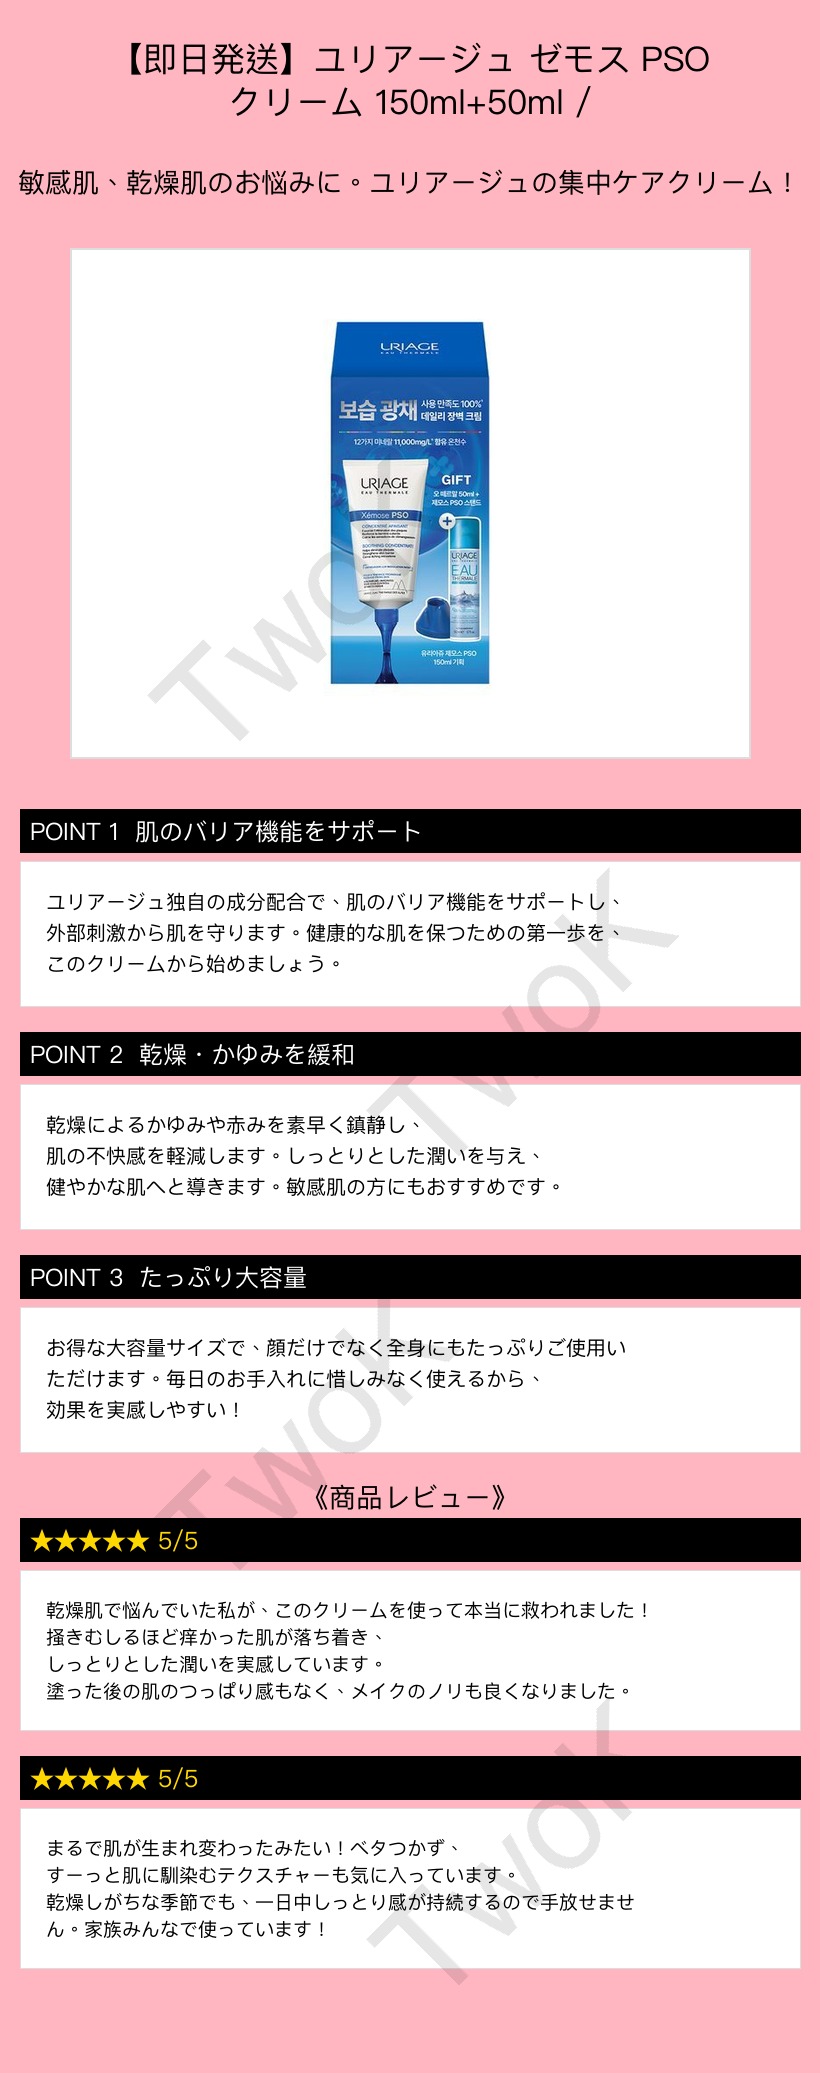 【即日発送】ユリアージュ ゼモス PSO
クリーム 150ml+50ml /
敏感肌、乾燥肌のお悩みに。ユリアージュの集中ケアクリーム！
URIAGE
EAU THERMALE
보습 광채 사용 만족도 100%
데일리 장벽 크림
12가지 미네랄 11,000mg/L 함유 온천수
URIAGE
EAU THERMALE
Xémose PSO
CONCENTRÉ APAISANT
SOOTHING CONCENTRATE
GIFT
오 떼르말 50ml +
제모스 PSO 스탠드
+
URIAGE
EAU
THERMALE
유리아쥬 제모스 PSO
150ml 기획
TwoK
POINT 1 肌のバリア機能をサポート
ユリアージュ独自の成分配合で、肌のバリア機能をサポートし、
外部刺激から肌を守ります。健康的な肌を保つための第一歩を、
このクリームから始めましょう。
TwoK
POINT 2 乾燥・かゆみを緩和
乾燥によるかゆみや赤みを素早く鎮静し、
肌の不快感を軽減します。しっとりとした潤いを与え、
健やかな肌へと導きます。敏感肌の方にもおすすめです。
POINT 3 たっぷり大容量
お得な大容量サイズで、顔だけでなく全身にもたっぷりご使用い
ただけます。毎日のお手入れに惜しみなく使えるから、
効果を実感しやすい！
TwoK
《商品レビュー》
★★★★★ 5/5
乾燥肌で悩んでいた私が、このクリームを使って本当に救われました！
掻きむしるほど痒かった肌が落ち着き、
しっとりとした潤いを実感しています。
塗った後の肌のつっぱり感もなく、メイクのノリも良くなりました。
★★★★★ 5/5
まるで肌が生まれ変わったみたい！ベタつかず、
すーっと肌に馴染むテクスチャーも気に入っています。
乾燥しがちな季節でも、一日中しっとり感が持続するので手放せませ
ん。家族みんなで使っています！
TwoK